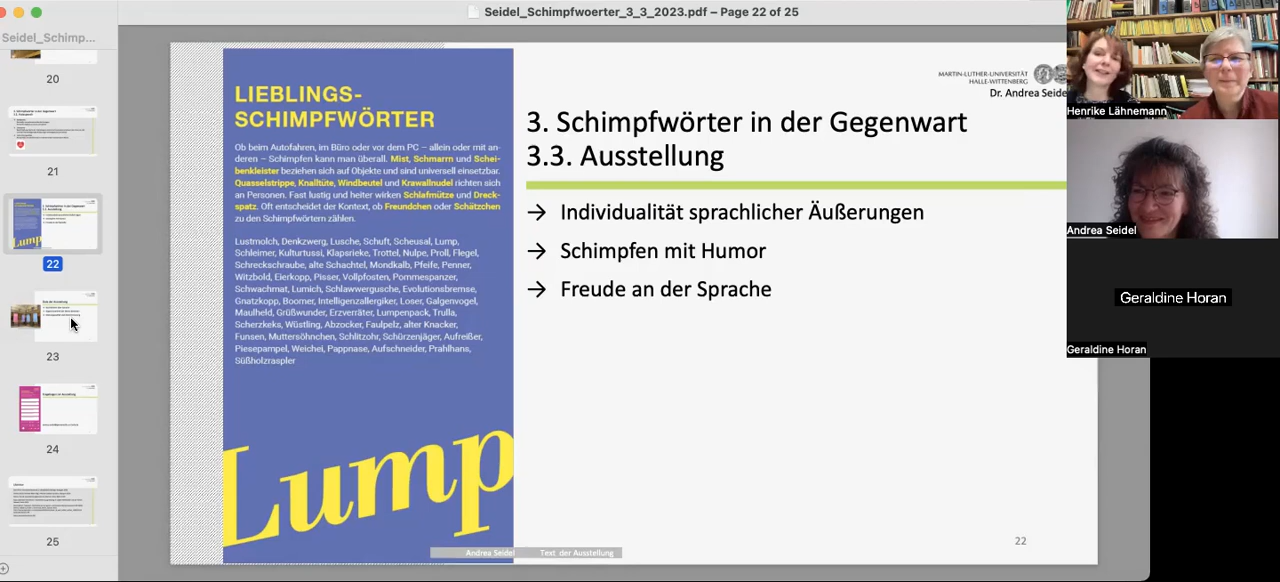 Seidel_Schimpfwoerter_3_3_2023.pdf – Page 22 of 25
Seidel_Schimp...
20
21
22
23
24
25
LIEBLINGS-
SCHIMPFWÖRTER
Ob beim Autofahren, im Büro oder vor dem PC – allein oder mit an-
deren – Schimpfen kann man überall. Mist, Schmarrn und Schei-
benkleister beziehen sich auf Objekte und sind universell einsetzbar.
Quasselstrippe, Knalltüte, Windbeutel und Krawallnudel richten sich
an Personen. Fast lustig und heiter wirken Schlafmütze und Dreck-
spatz. Oft entscheidet der Kontext, ob Freundchen oder Schätzchen
zu den Schimpfwörtern zählen.
Lustmolch, Denkzwerg, Lusche, Schuft, Scheusal, Lump,
Schleimer, Kulturtussi, Klapsrieke, Trottel, Nulpe, Proll, Flegel,
Schreckschraube, alte Schachtel, Mondkalb, Pfeife, Penner,
Witzbold, Eierkopp, Pisser, Vollpfosten, Pommespanzer,
Schwachmat, Lumich, Schlawwergusche, Evolutionsbremse,
Gnatzkopp, Boomer, Intelligenzallergiker, Loser, Galgenvogel,
Maulheld, Grüßwunder, Erzverräter, Lumpenpack, Trulla,
Scherzkeks, Wüstling, Abzocker, Faulpelz, alter Knacker,
Funsen, Muttersöhnchen, Schlitzohr, Schürzenjäger, Aufreißer,
Piesepampel, Weichei, Pappnase, Aufschneider, Prahlhans,
Süßholzraspler
Lump
MARTIN-LUTHER-UNIVERSITÄT
HALLE-WITTENBERG
Dr. Andrea Seide
3. Schimpfwörter in der Gegenwart
3.3. Ausstellung
→ Individualität sprachlicher Äußerungen
→ Schimpfen mit Humor
→ Freude an der Sprache
Andrea Seidel Text der Ausstellung
22
Henrike Lähnemann
Andrea Seidel
Geraldine Horan
Geraldine Horan